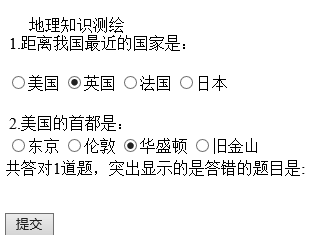 地理知识测绘
1.距离我国最近的国家是：
美国 英国 法国 日本
2.美国的首都是：
东京 伦敦 华盛顿 旧金山
共答对1道题，突出显示的是答错的题目是:
提交